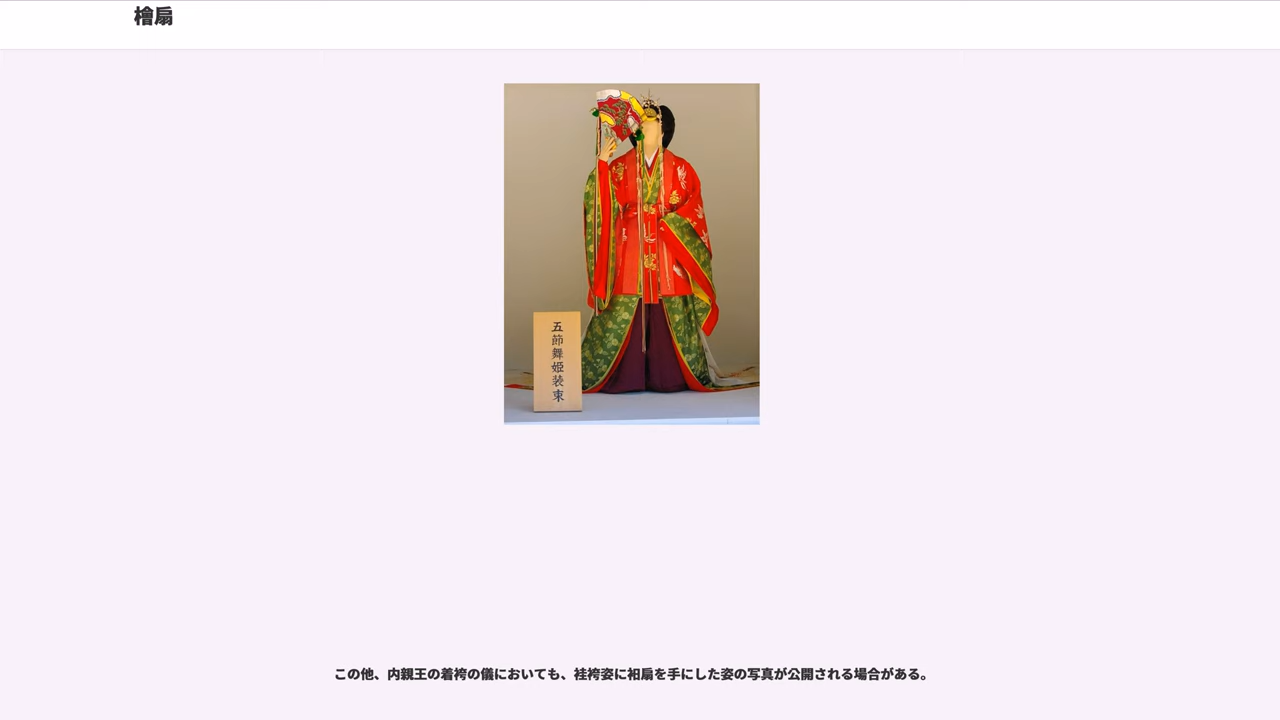 檜扇
五節舞姫装束
この他、内親王の着袴の儀においても、袿袴姿に衵扇を手にした姿の写真が公開される場合がある。